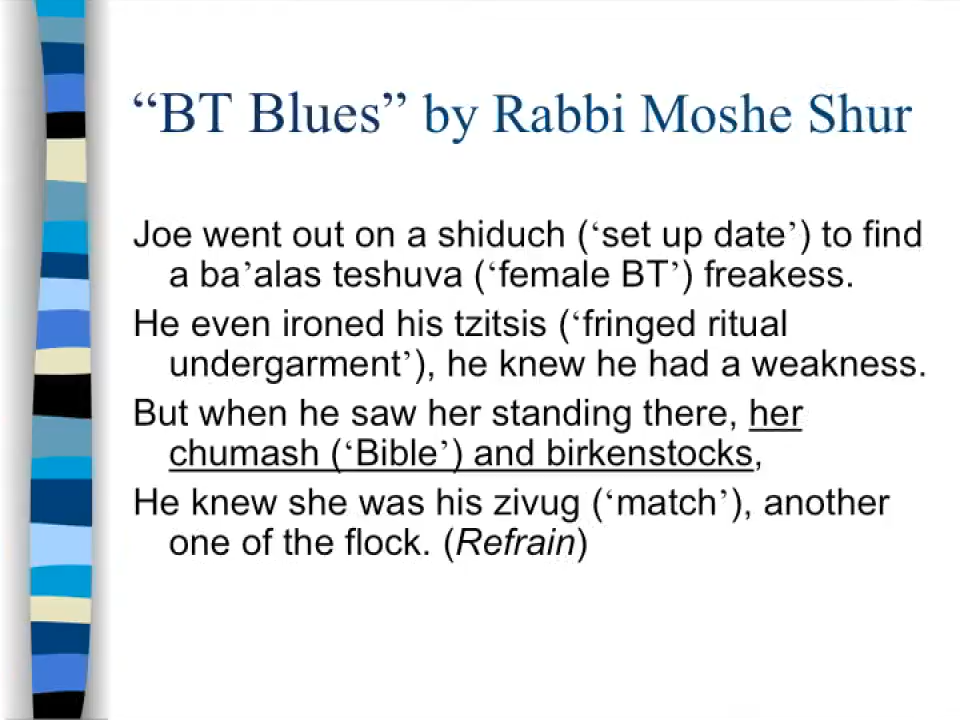 “BT Blues” by Rabbi Moshe Shur
Joe went out on a shiduch (‘set up date’) to find
a ba’alas teshuva (‘female BT’) freakess.
He even ironed his tzitsis (‘fringed ritual
undergarment’), he knew he had a weakness.
But when he saw her standing there, her
chumash (‘Bible’) and birkenstocks,
He knew she was his zivug (‘match’), another
one of the flock. (Refrain)